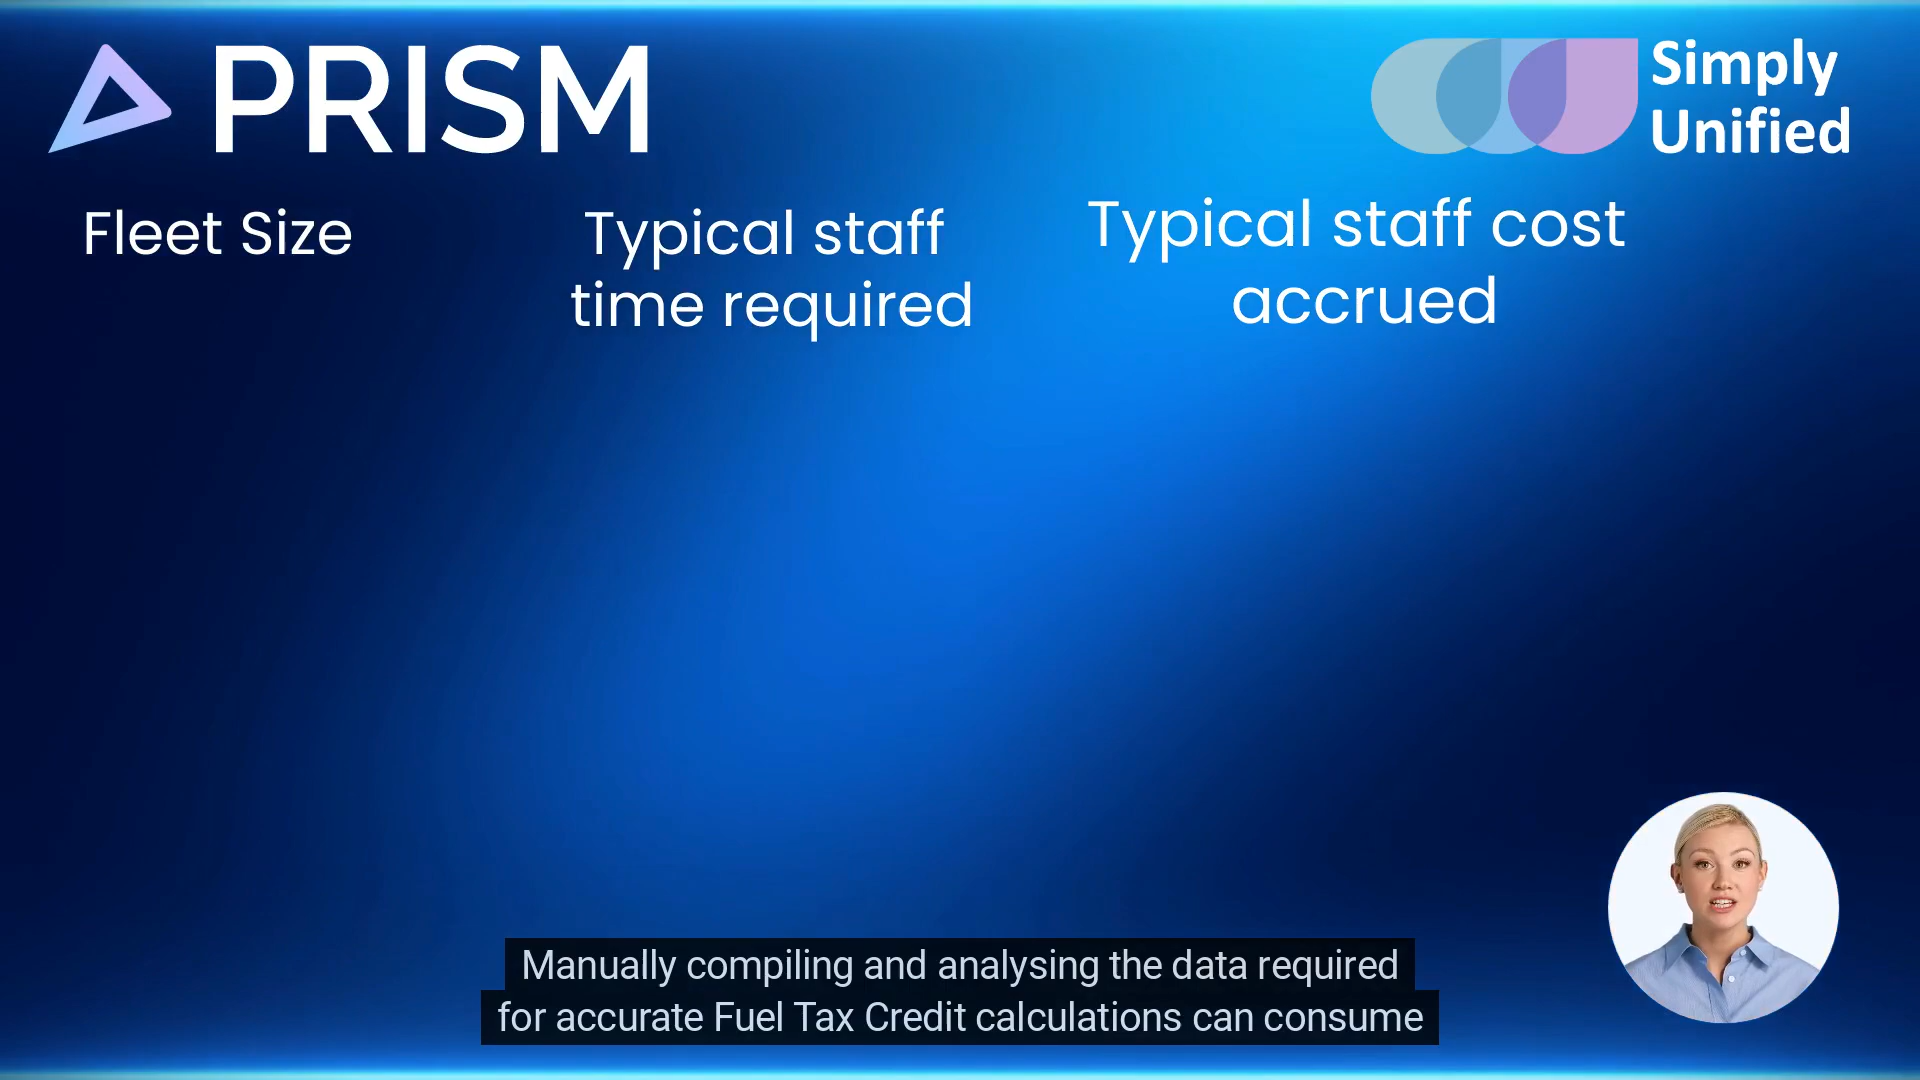 PRISM
Simply
Unified
Fleet Size
Typical staff
time required
Typical staff cost
accrued
Manually compiling and analysing the data required
for accurate Fuel Tax Credit calculations can consume